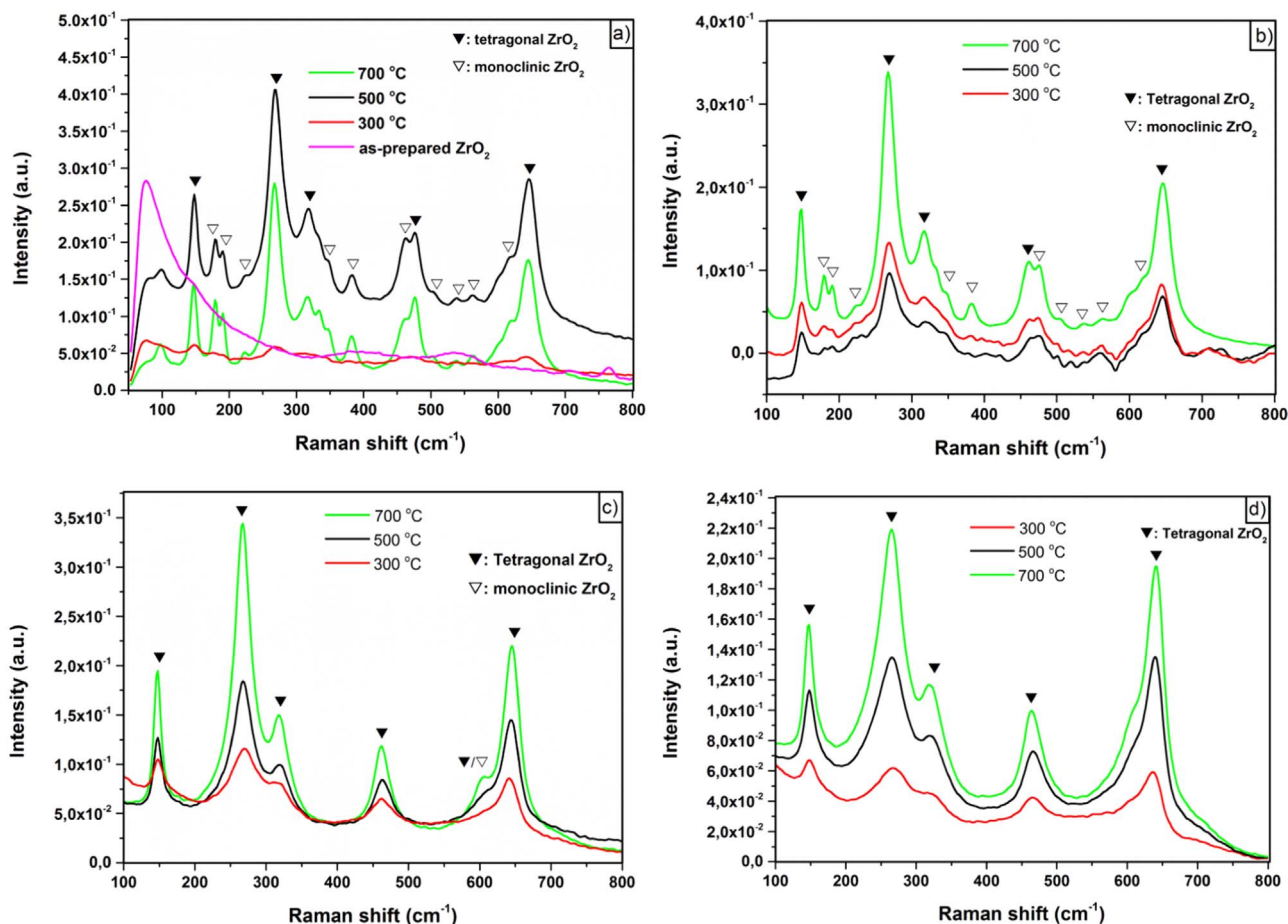 a)
5.0x10⁻¹
4.5x10⁻¹
4.0x10⁻¹
3.5x10⁻¹
3.0x10⁻¹
2.5x10⁻¹
2.0x10⁻¹
1.5x10⁻¹
1.0x10⁻¹
5.0x10⁻²
0.0
Intensity (a.u.)
▼: tetragonal ZrO₂
▽: monoclinic ZrO₂
700 °C
500 °C
300 °C
as-prepared ZrO₂
100 200 300 400 500 600 700 800
Raman shift (cm⁻¹)
b)
4,0x10⁻¹
3,0x10⁻¹
2,0x10⁻¹
1,0x10⁻¹
0,0
Intensity (a.u.)
700 °C
500 °C
300 °C
▼: Tetragonal ZrO₂
▽: monoclinic ZrO₂
100 200 300 400 500 600 700 800
Raman shift (cm⁻¹)
c)
3,5x10⁻¹
3,0x10⁻¹
2,5x10⁻¹
2,0x10⁻¹
1,5x10⁻¹
1,0x10⁻¹
5,0x10⁻²
0,0
Intensity (a.u.)
700 °C
500 °C
300 °C
▼: Tetragonal ZrO₂
▽: monoclinic ZrO₂
▼/▽
100 200 300 400 500 600 700 800
Raman shift (cm⁻¹)
d)
2,4x10⁻¹
2,2x10⁻¹
2,0x10⁻¹
1,8x10⁻¹
1,6x10⁻¹
1,4x10⁻¹
1,2x10⁻¹
1,0x10⁻¹
8,0x10⁻²
6,0x10⁻²
4,0x10⁻²
2,0x10⁻²
0,0
Intensity (a.u.)
300 °C
500 °C
700 °C
▼: Tetragonal ZrO₂
100 200 300 400 500 600 700 800
Raman shift (cm⁻¹)